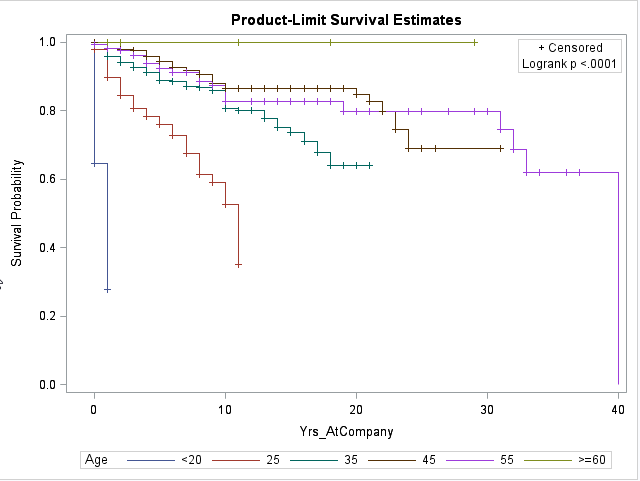 Product-Limit Survival Estimates
+ Censored
Logrank p <.0001
1.0
0.8
0.6
0.4
0.2
0.0
Survival Probability
0 10 20 30 40
Yrs_AtCompany
Age <20 25 35 45 55 >=60